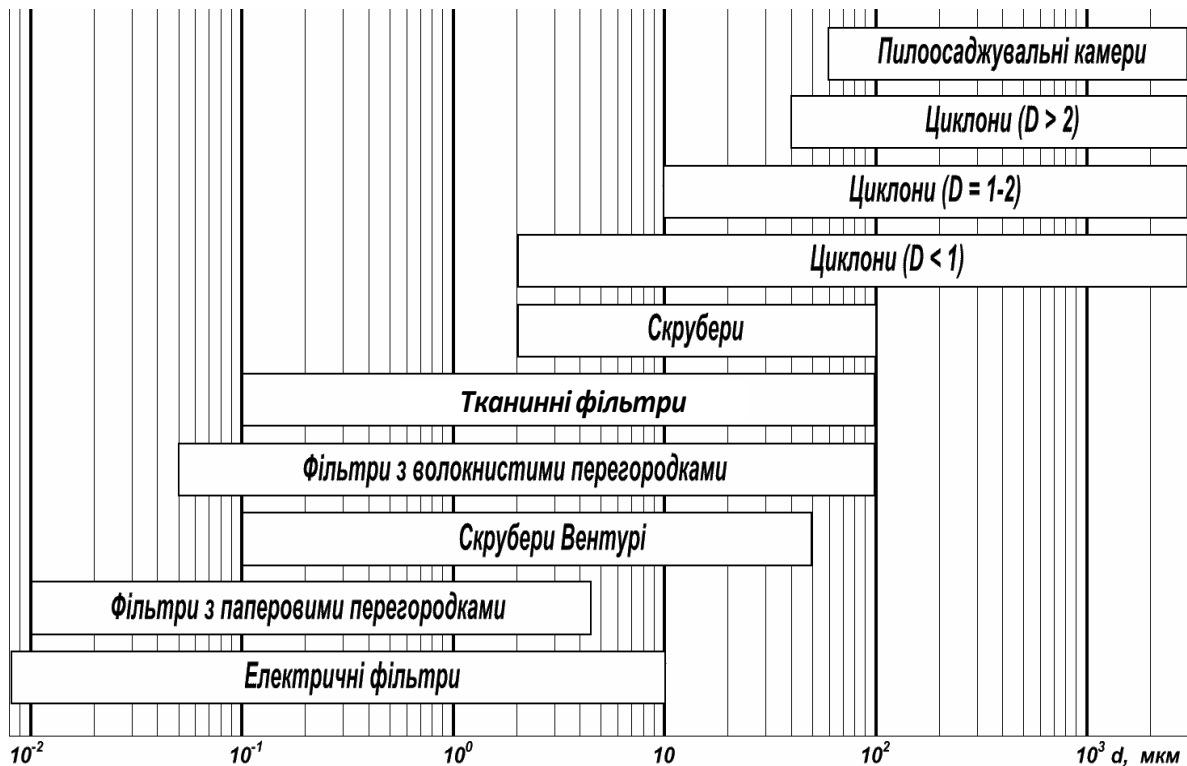 Пилоосаджувальні камери
Циклони (D > 2)
Циклони (D = 1-2)
Циклони (D < 1)
Скрубери
Тканинні фільтри
Фільтри з волокнистими перегородками
Скрубери Вентурі
Фільтри з паперовими перегородками
Електричні фільтри
10⁻² 10⁻¹ 10⁰ 10 10² 10³ d, мкм